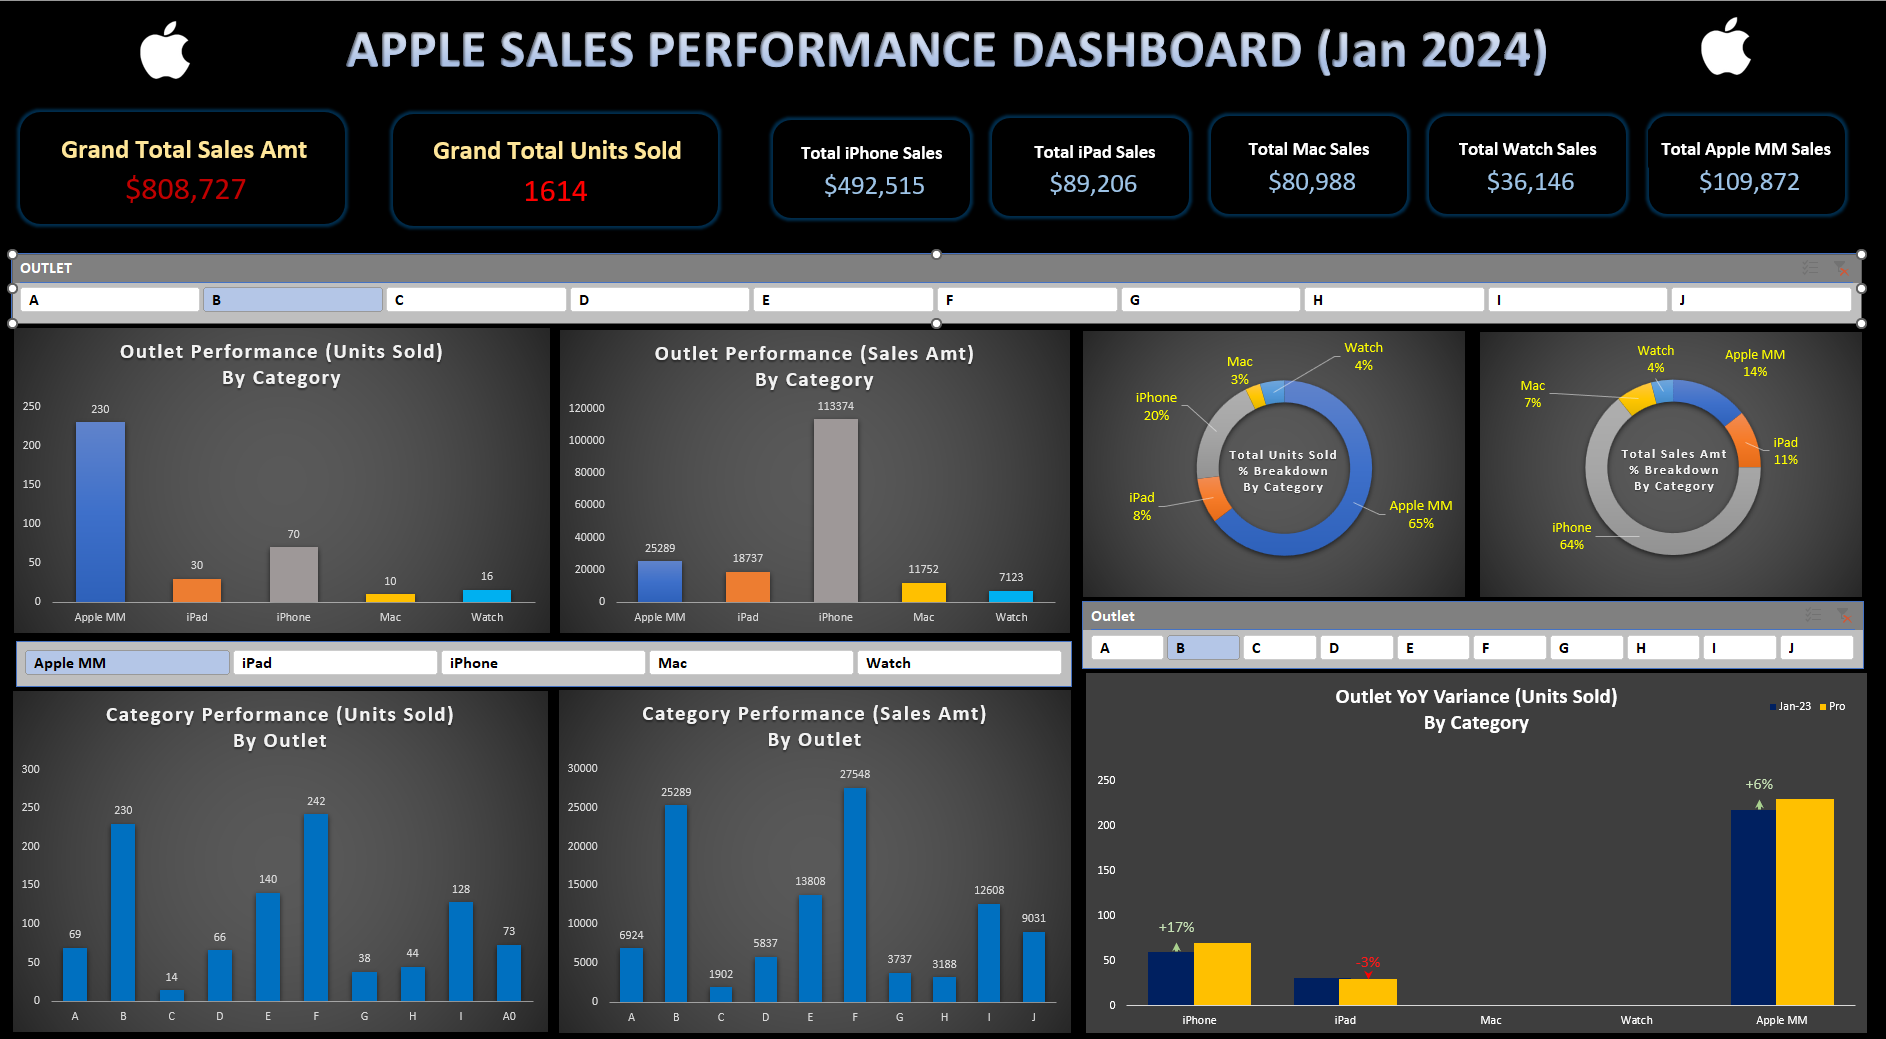 APPLE SALES PERFORMANCE DASHBOARD (Jan 2024)
Grand Total Sales Amt
$808,727
Grand Total Units Sold
1614
Total iPhone Sales
$492,515
Total iPad Sales
$89,206
Total Mac Sales
$80,988
Total Watch Sales
$36,146
Total Apple MM Sales
$109,872
OUTLET
A B C D E F G H I J
Outlet Performance (Units Sold)
By Category
250
200
150
100
50
0
230
30
70
10
16
Apple MM iPad iPhone Mac Watch
Outlet Performance (Sales Amt)
By Category
120000
100000
80000
60000
40000
20000
0
25289
18737
113374
11752
7123
Apple MM iPad iPhone Mac Watch
Watch
4%
Mac
3%
iPhone
20%
iPad
8%
Apple MM
65%
Total Units Sold
% Breakdown
By Category
Watch
4%
Apple MM
14%
Mac
7%
iPad
11%
iPhone
64%
Total Sales Amt
% Breakdown
By Category
Outlet
A B C D E F G H I J
Apple MM iPad iPhone Mac Watch
Category Performance (Units Sold)
By Outlet
300
250
200
150
100
50
0
69
230
14
66
140
242
38
44
128
73
A B C D E F G H I A0
Category Performance (Sales Amt)
By Outlet
30000
25000
20000
15000
10000
5000
0
6924
25289
1902
5837
13808
27548
3737
3188
12608
9031
A B C D E F G H I J
Outlet YoY Variance (Units Sold)
By Category
Jan-23 Pro
250
200
150
100
50
0
+17%
-3%
+6%
iPhone iPad Mac Watch Apple MM